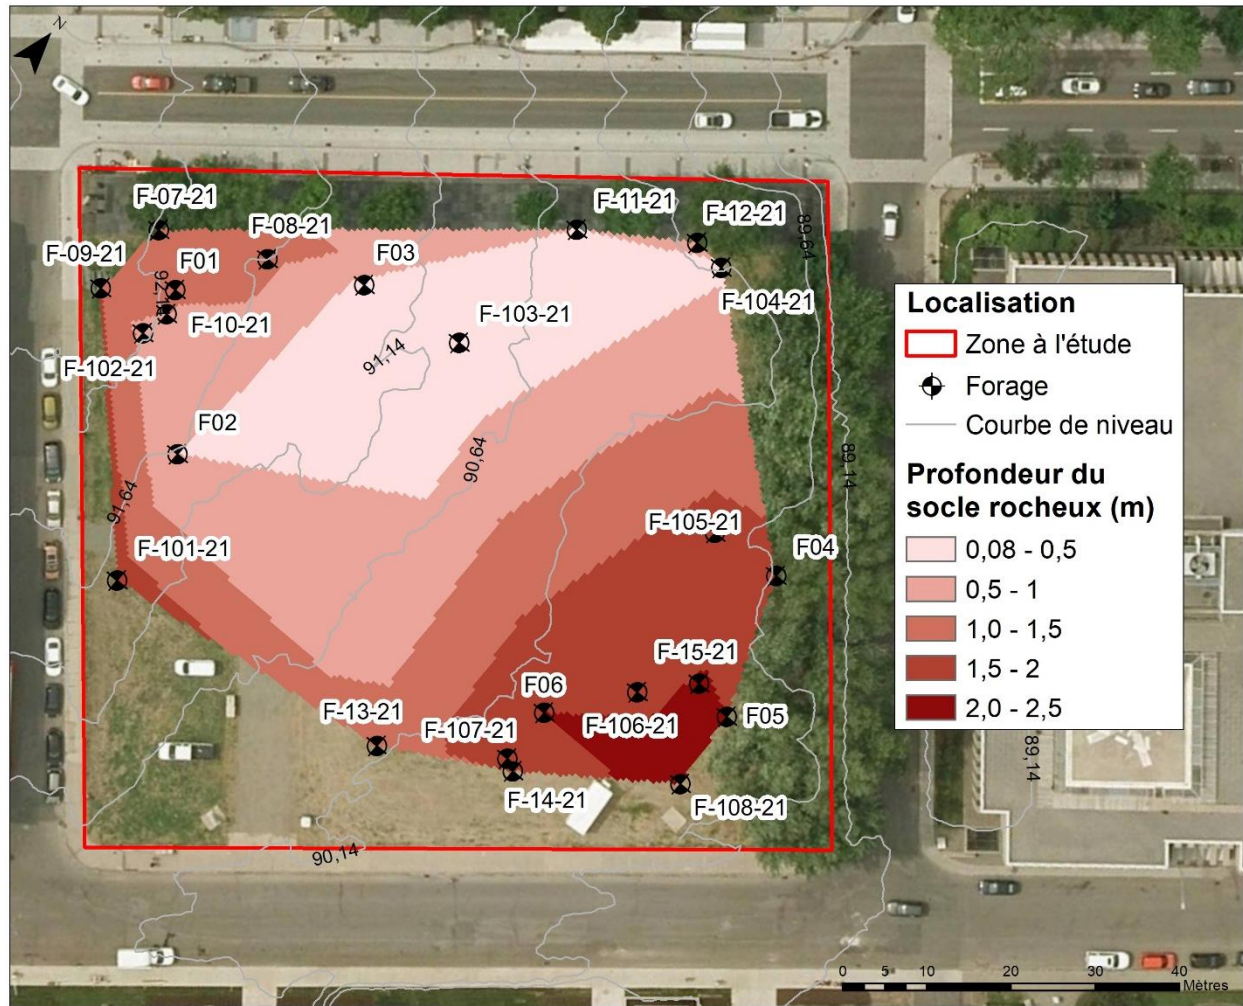 N
F-07-21
F-11-21
F-12-21
F-08-21
F-09-21
F01
F03
89,64
92,14
F-10-21
F-103-21
F-104-21
F-102-21
91,14
F02
90,64
89,14
91,64
F-105-21
F-101-21
F04
F-15-21
F06
F-13-21
F-107-21
F-106-21
F05
F-14-21
F-108-21
90,14
89,14
Localisation
Zone à l'étude
Forage
Courbe de niveau
Profondeur du
socle rocheux (m)
0,08 - 0,5
0,5 - 1
1,0 - 1,5
1,5 - 2
2,0 - 2,5
0 5 10 20 30 40
Mètres